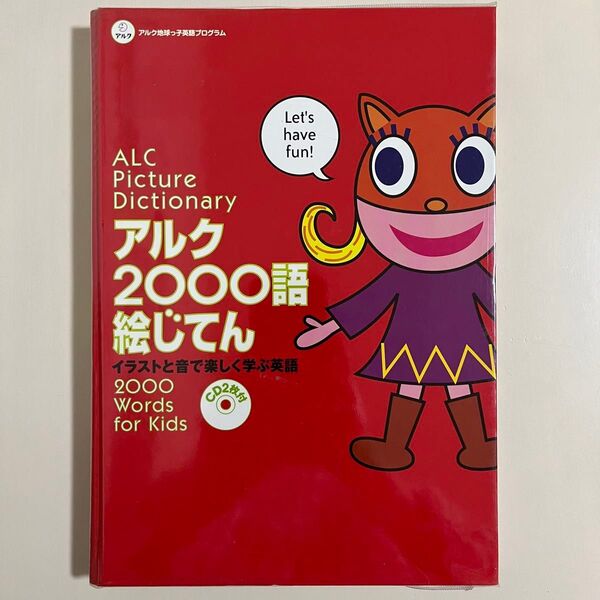 アルク
アルク地球っ子英語プログラム
Let's
have
fun!
ALC
Picture
Dictionary
アルク
2000語
絵じてん
イラストと音で楽しく学ぶ英語
2000
Words
for Kids
CD2枚付